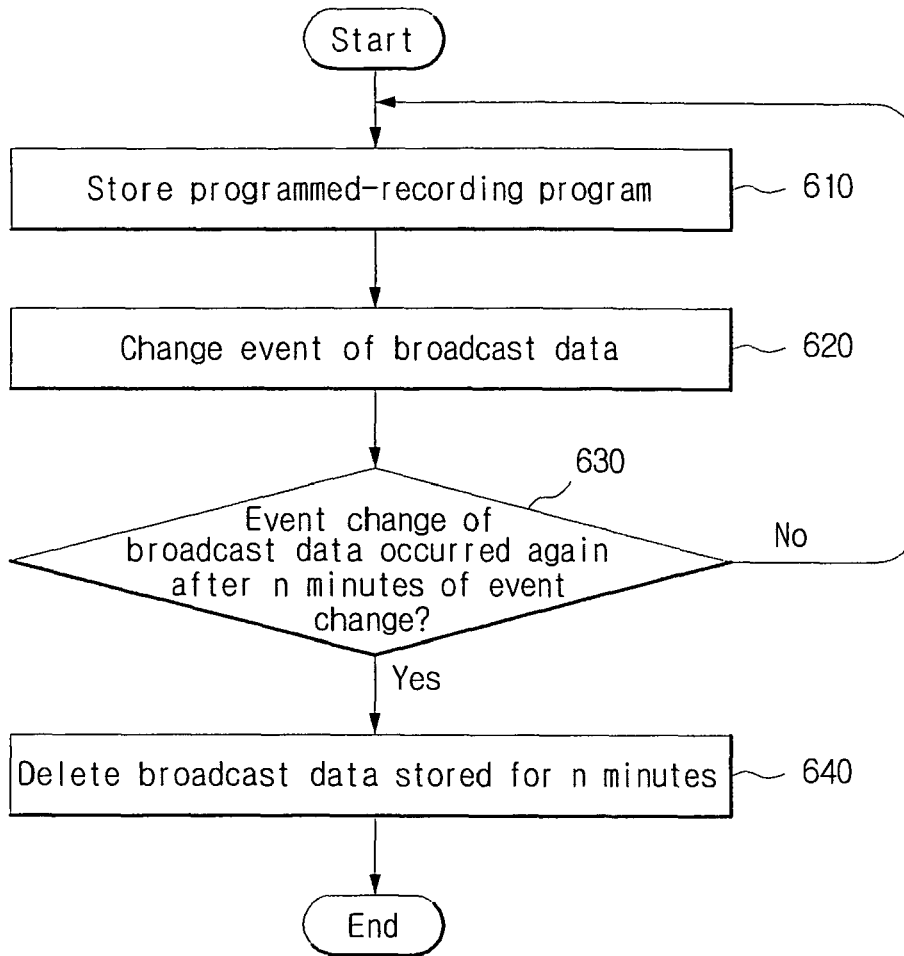 Start
Store programmed-recording program
610
Change event of broadcast data
620
630
Event change of
broadcast data occurred again
after n minutes of event
change?
No
Yes
Delete broadcast data stored for n minutes
640
End